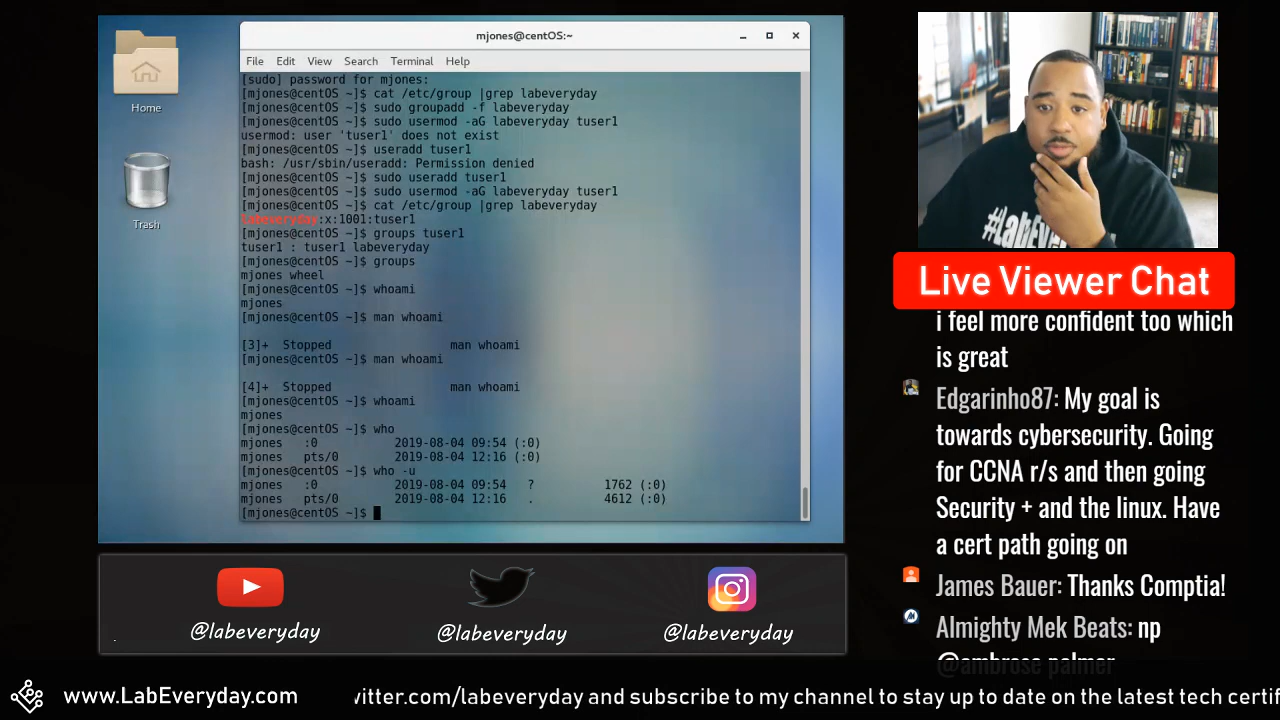 mjones@centOS:~
File Edit View Search Terminal Help
[sudo] password for mjones:
[mjones@centOS ~]$ cat /etc/group |grep labeveryday
[mjones@centOS ~]$ sudo groupadd -f labeveryday
[mjones@centOS ~]$ sudo usermod -aG labeveryday tuser1
usermod: user 'tuser1' does not exist
[mjones@centOS ~]$ useradd tuser1
bash: /usr/sbin/useradd: Permission denied
[mjones@centOS ~]$ sudo useradd tuser1
[mjones@centOS ~]$ sudo usermod -aG labeveryday tuser1
[mjones@centOS ~]$ cat /etc/group |grep labeveryday
labeveryday:x:1001:tuser1
[mjones@centOS ~]$ groups tuser1
tuser1 : tuser1 labeveryday
[mjones@centOS ~]$ groups
mjones wheel
[mjones@centOS ~]$ whoami
mjones
[mjones@centOS ~]$ man whoami
[3]+  Stopped                 man whoami
[mjones@centOS ~]$ man whoami
[4]+  Stopped                 man whoami
[mjones@centOS ~]$ whoami
mjones
[mjones@centOS ~]$ who
mjones   :0           2019-08-04 09:54 (:0)
mjones   pts/0        2019-08-04 12:16 (:0)
[mjones@centOS ~]$ who -u
mjones   :0           2019-08-04 09:54   ?          1762 (:0)
mjones   pts/0        2019-08-04 12:16   .          4612 (:0)
[mjones@centOS ~]$
Home
Trash
#LabEver
Live Viewer Chat
i feel more confident too which
is great
Edgarinho87: My goal is
towards cybersecurity. Going
for CCNA r/s and then going
Security + and the linux. Have
a cert path going on
James Bauer: Thanks Comptia!
Almighty Mek Beats: np
@ambrose palmer
@labeveryday
@labeveryday
@labeveryday
www.LabEveryday.com
witter.com/labeveryday and subscribe to my channel to stay up to date on the latest tech certif